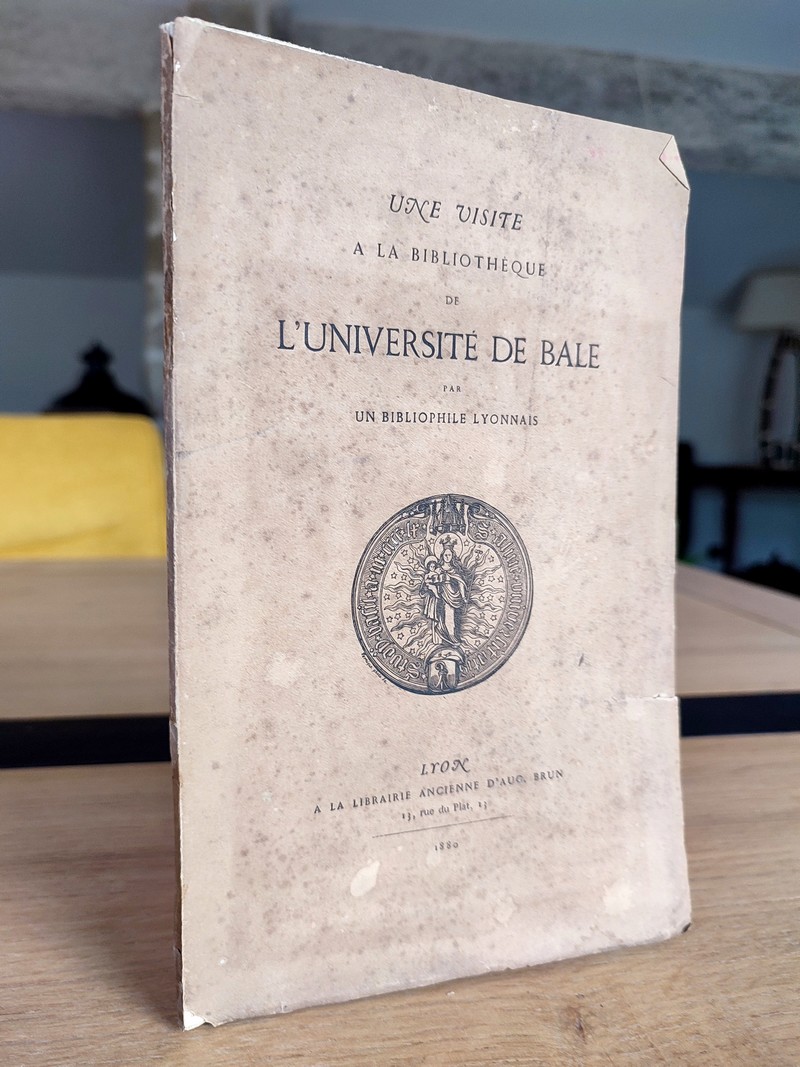 UNE VISITE
A LA BIBLIOTHÈQUE
DE
L'UNIVERSITÉ DE BALE
PAR
UN BIBLIOPHILE LYONNAIS
LYON
A LA LIBRAIRIE ANCIENNE D'AUG. BRUN
13, rue du Plat, 13
1880